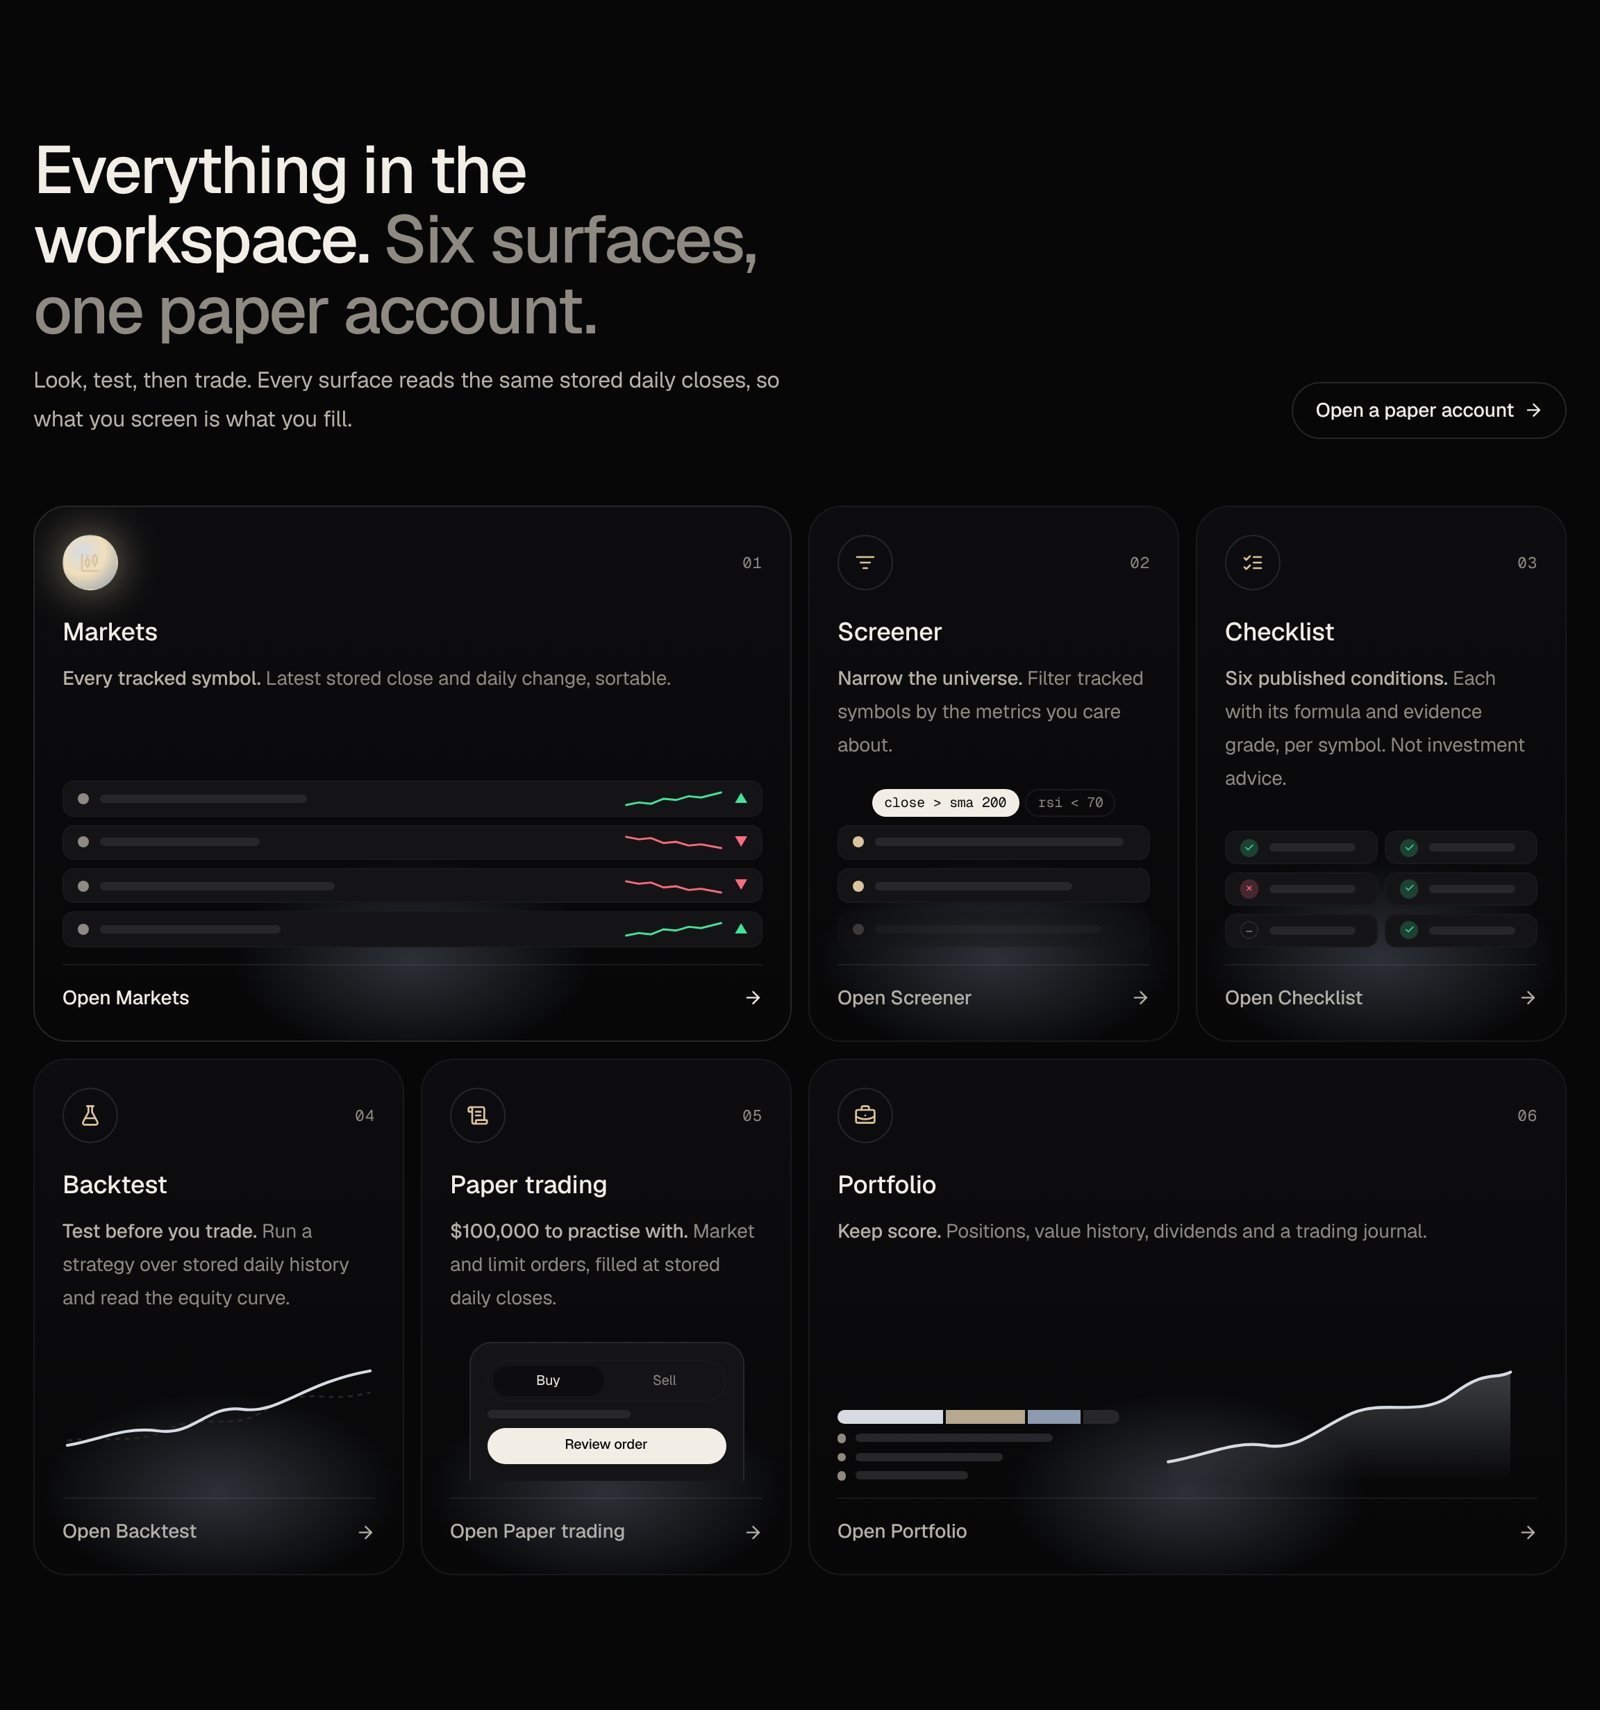 Everything in the
workspace. Six surfaces,
one paper account.
Look, test, then trade. Every surface reads the same stored daily closes, so
what you screen is what you fill.
Open a paper account
01
Markets
Every tracked symbol. Latest stored close and daily change, sortable.
Open Markets
02
Screener
Narrow the universe. Filter tracked
symbols by the metrics you care
about.
close > sma 200
rsi < 70
Open Screener
03
Checklist
Six published conditions. Each
with its formula and evidence
grade, per symbol. Not investment
advice.
Open Checklist
04
Backtest
Test before you trade. Run a
strategy over stored daily history
and read the equity curve.
Open Backtest
05
Paper trading
$100,000 to practise with. Market
and limit orders, filled at stored
daily closes.
Buy
Sell
Review order
Open Paper trading
06
Portfolio
Keep score. Positions, value history, dividends and a trading journal.
Open Portfolio